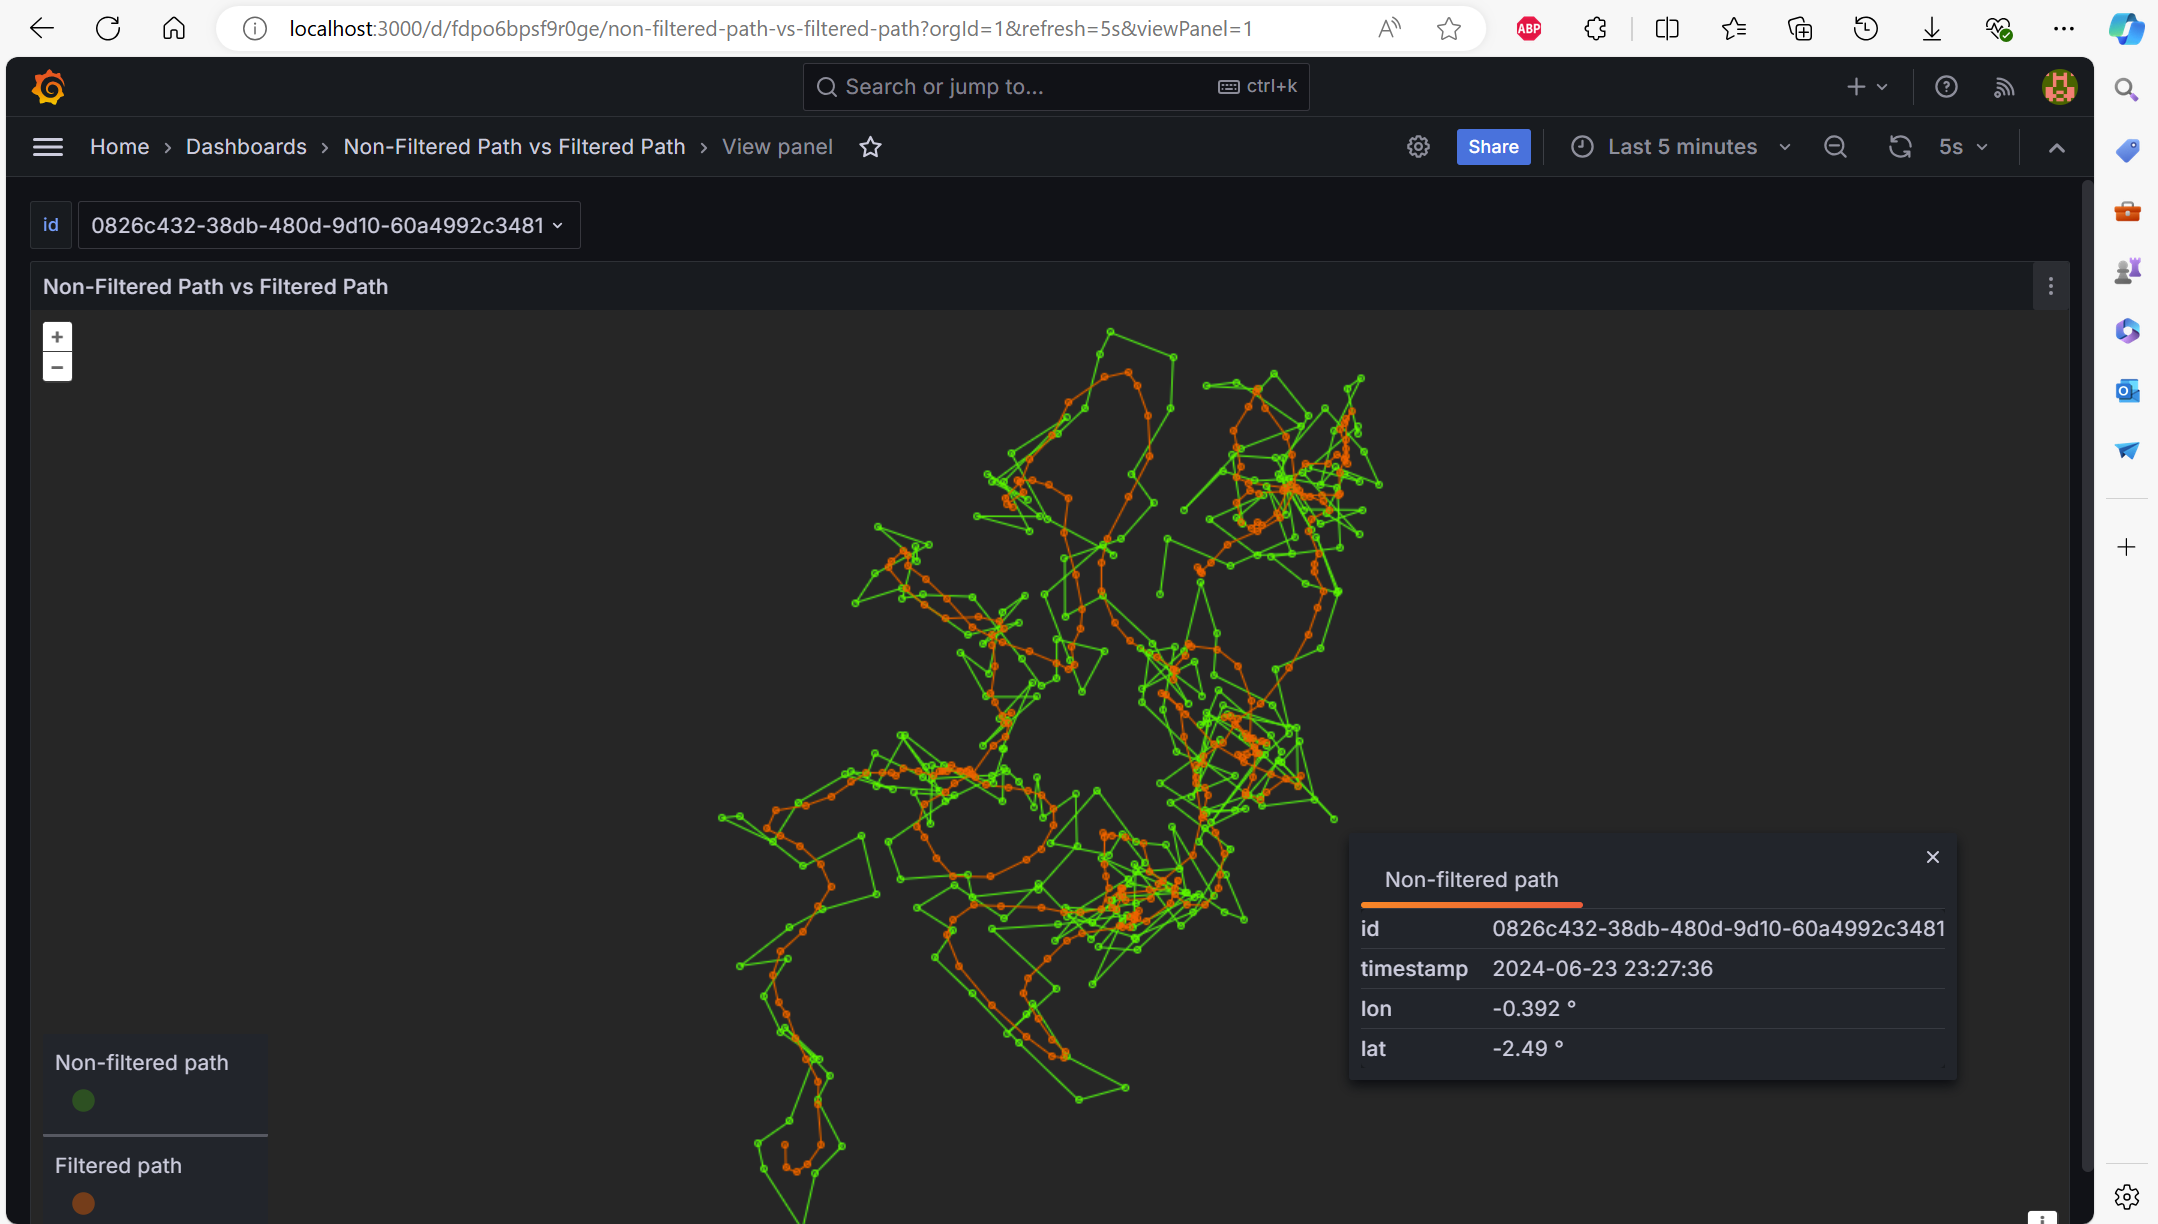 localhost:3000/d/fdpo6bpsf9r0ge/non-filtered-path-vs-filtered-path?orgId=1&refresh=5s&viewPanel=1
ABP
Search or jump to...
ctrl+k
Home › Dashboards › Non-Filtered Path vs Filtered Path › View panel
Share
Last 5 minutes
5s
id
0826c432-38db-480d-9d10-60a4992c3481
Non-Filtered Path vs Filtered Path
+
−
Non-filtered path
id 0826c432-38db-480d-9d10-60a4992c3481
timestamp 2024-06-23 23:27:36
lon -0.392 °
lat -2.49 °
Non-filtered path
Filtered path